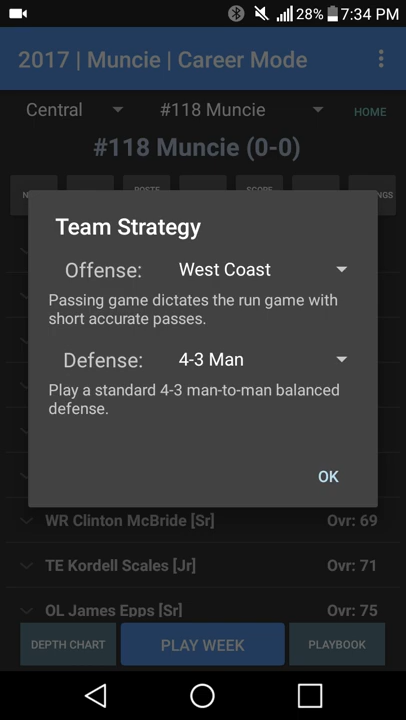 28% 7:34 PM
2017 | Muncie | Career Mode
Central #118 Muncie HOME
#118 Muncie (0-0)
Team Strategy
Offense: West Coast
Passing game dictates the run game with
short accurate passes.
Defense: 4-3 Man
Play a standard 4-3 man-to-man balanced
defense.
OK
WR Clinton McBride [Sr] Ovr: 69
TE Kordell Scales [Jr] Ovr: 71
OL James Epps [Sr] Ovr: 75
DEPTH CHART PLAY WEEK PLAYBOOK